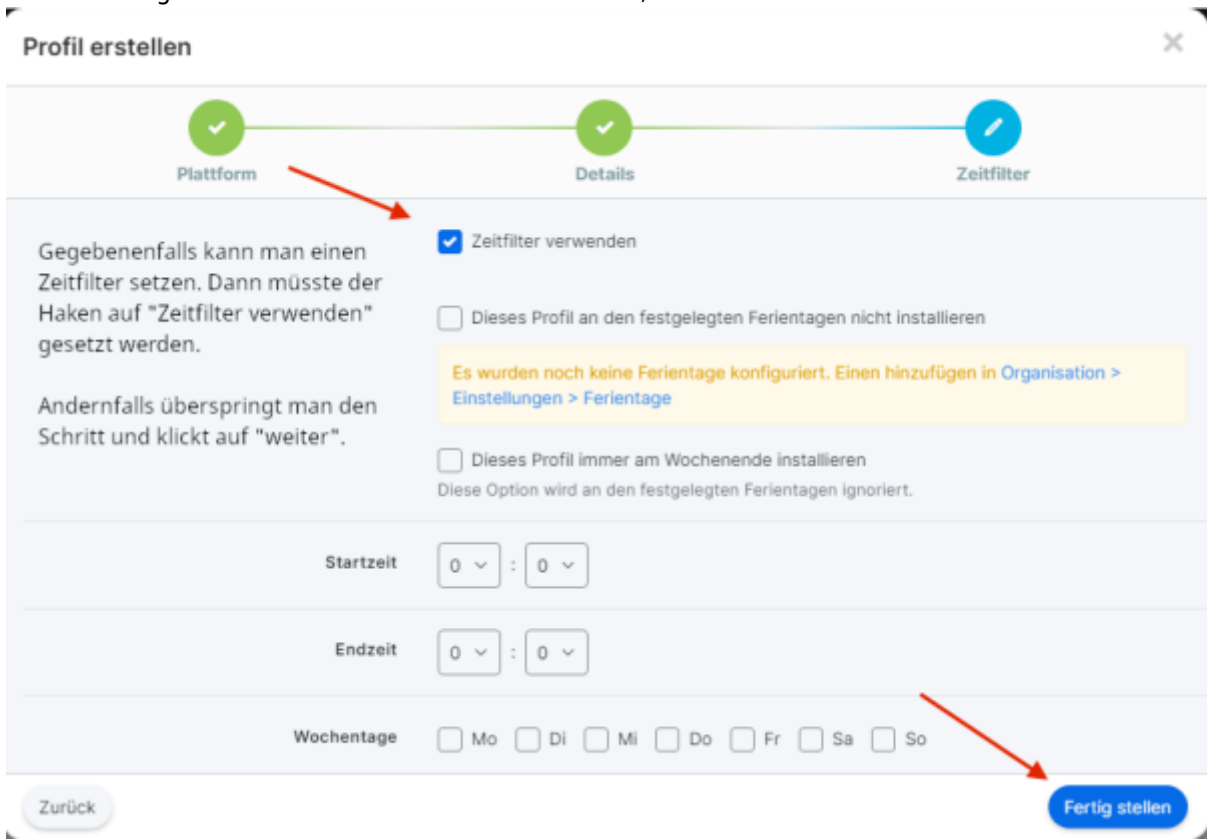 Profil erstellen
Plattform
Details
Zeitfilter
Gegebenenfalls kann man einen
Zeitfilter setzen. Dann müsste der
Haken auf "Zeitfilter verwenden"
gesetzt werden.
Andernfalls überspringt man den
Schritt und klickt auf "weiter".
Zeitfilter verwenden
Dieses Profil an den festgelegten Ferientagen nicht installieren
Es wurden noch keine Ferientage konfiguriert. Einen hinzufügen in Organisation >
Einstellungen > Ferientage
Dieses Profil immer am Wochenende installieren
Diese Option wird an den festgelegten Ferientagen ignoriert.
Startzeit 0 : 0
Endzeit 0 : 0
Wochentage Mo Di Mi Do Fr Sa So
Zurück
Fertig stellen